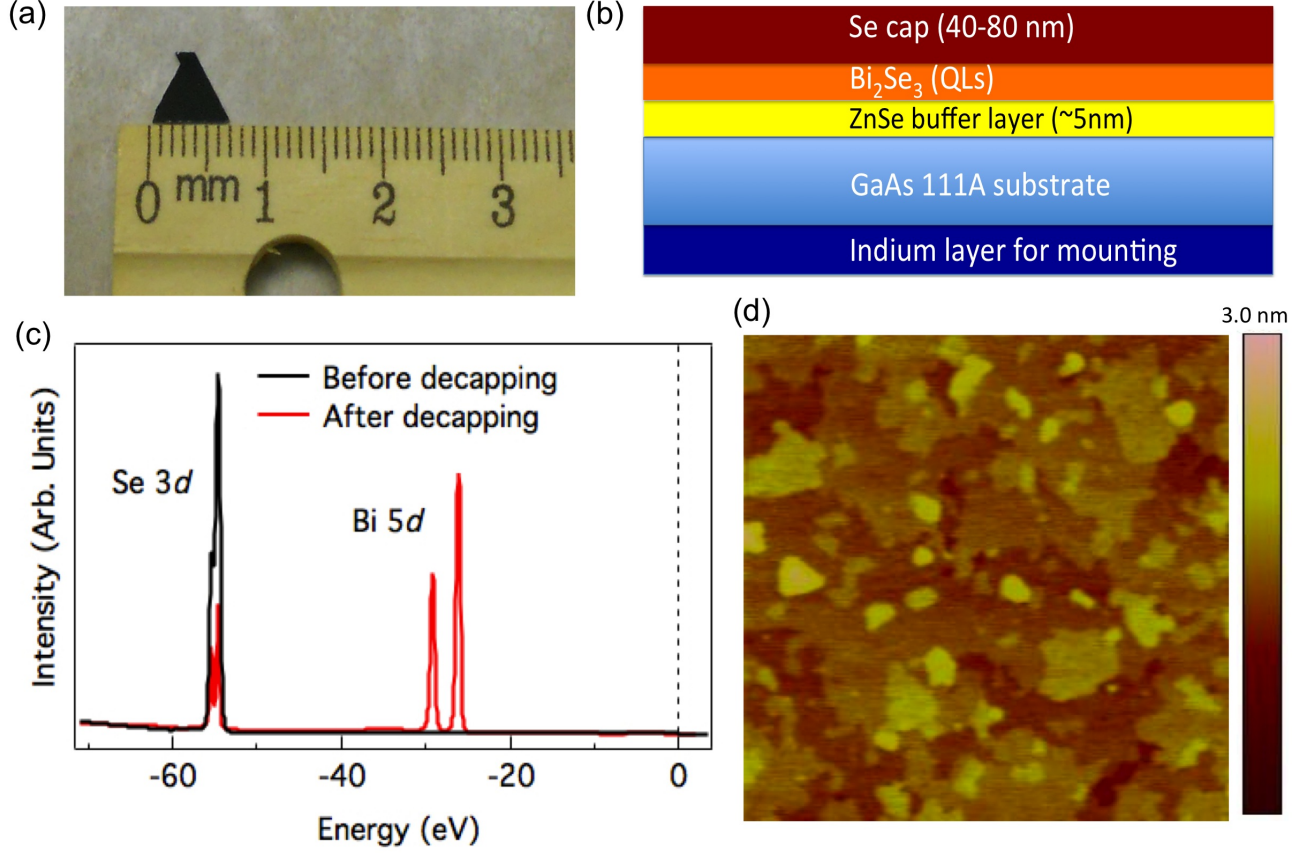 (a)
0 mm 1 2 3
(b)
Se cap (40-80 nm)
Bi₂Se₃ (QLs)
ZnSe buffer layer (~5nm)
GaAs 111A substrate
Indium layer for mounting
(c)
Before decapping
After decapping
Se 3d
Bi 5d
Intensity (Arb. Units)
-60 -40 -20 0
Energy (eV)
(d)
3.0 nm